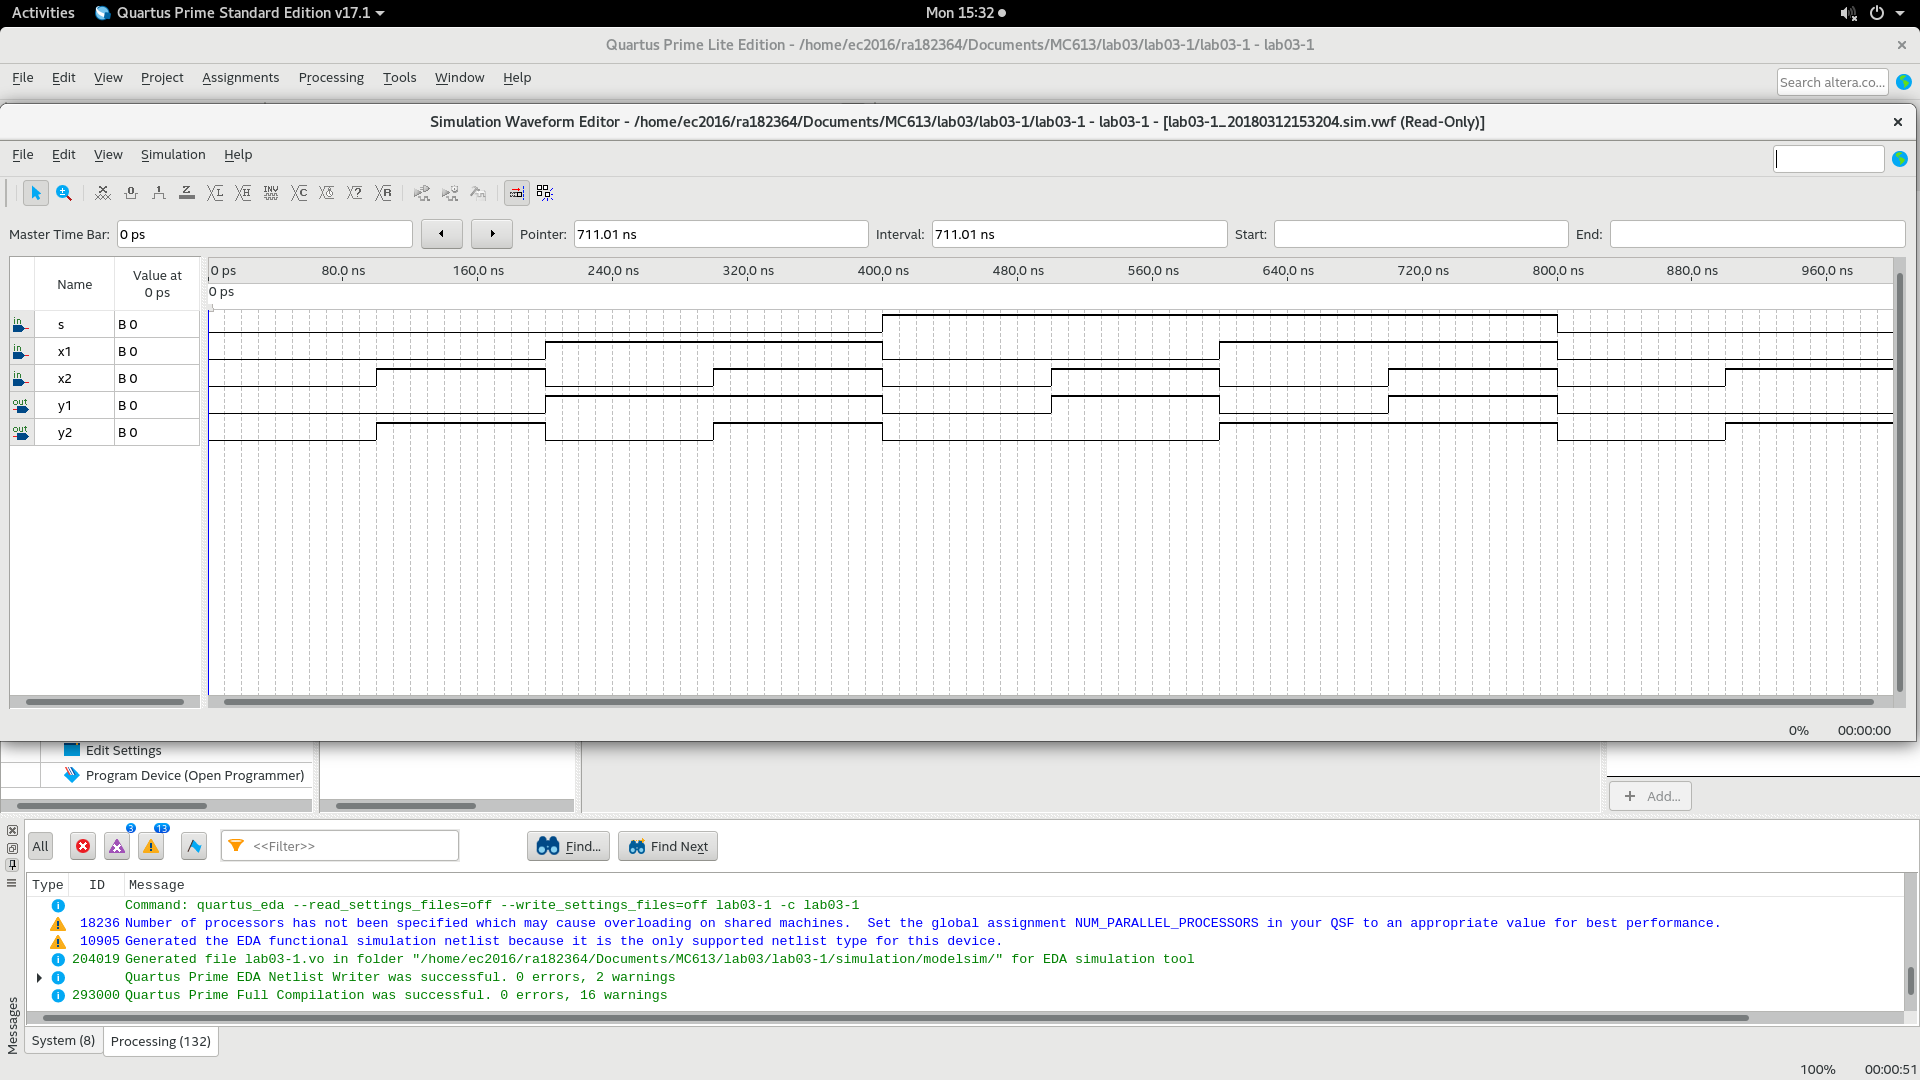 Activities Quartus Prime Standard Edition v17.1 Mon 15:32
Quartus Prime Lite Edition - /home/ec2016/ra182364/Documents/MC613/lab03/lab03-1/lab03-1 - lab03-1
File Edit View Project Assignments Processing Tools Window Help Search altera.co...
Simulation Waveform Editor - /home/ec2016/ra182364/Documents/MC613/lab03/lab03-1/lab03-1 - lab03-1 - [lab03-1_20180312153204.sim.vwf (Read-Only)]
File Edit View Simulation Help
Master Time Bar: 0 ps Pointer: 711.01 ns Interval: 711.01 ns Start: End:
Name Value at 0 ps
0 ps 80.0 ns 160.0 ns 240.0 ns 320.0 ns 400.0 ns 480.0 ns 560.0 ns 640.0 ns 720.0 ns 800.0 ns 880.0 ns 960.0 ns
0 ps
in s B 0
in x1 B 0
in x2 B 0
out y1 B 0
out y2 B 0
0% 00:00:00
Edit Settings
Program Device (Open Programmer)
Add...
3 13
All <<Filter>> Find... Find Next
Type ID Message
Command: quartus_eda --read_settings_files=off --write_settings_files=off lab03-1 -c lab03-1
18236 Number of processors has not been specified which may cause overloading on shared machines.  Set the global assignment NUM_PARALLEL_PROCESSORS in your QSF to an appropriate value for best performance.
10905 Generated the EDA functional simulation netlist because it is the only supported netlist type for this device.
204019 Generated file lab03-1.vo in folder "/home/ec2016/ra182364/Documents/MC613/lab03/lab03-1/simulation/modelsim/" for EDA simulation tool
Quartus Prime EDA Netlist Writer was successful. 0 errors, 2 warnings
293000 Quartus Prime Full Compilation was successful. 0 errors, 16 warnings
Messages
System (8) Processing (132)
100% 00:00:51